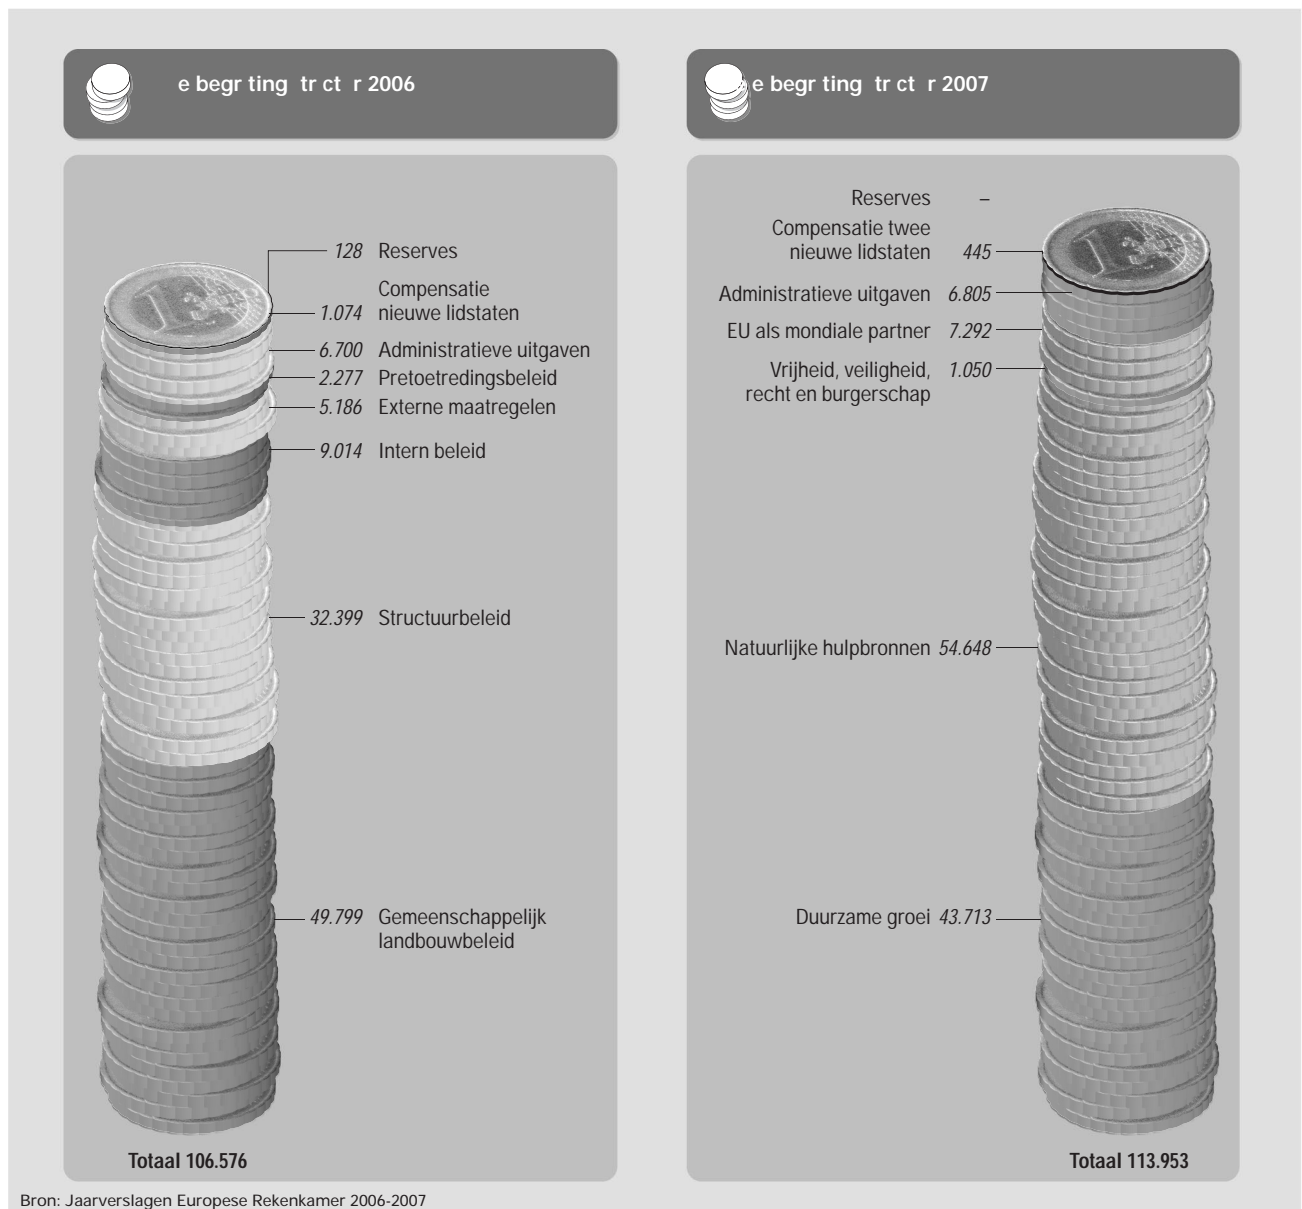 e begr ting tr ct r 2006
128 Reserves
Compensatie
1.074 nieuwe lidstaten
6.700 Administratieve uitgaven
2.277 Pretoetredingsbeleid
5.186 Externe maatregelen
9.014 Intern beleid
32.399 Structuurbeleid
49.799 Gemeenschappelijk
landbouwbeleid
Totaal 106.576
e begr ting tr ct r 2007
Reserves –
Compensatie twee
nieuwe lidstaten 445
Administratieve uitgaven 6.805
EU als mondiale partner 7.292
Vrijheid, veiligheid, 1.050
recht en burgerschap
Natuurlijke hulpbronnen 54.648
Duurzame groei 43.713
Totaal 113.953
Bron: Jaarverslagen Europese Rekenkamer 2006-2007